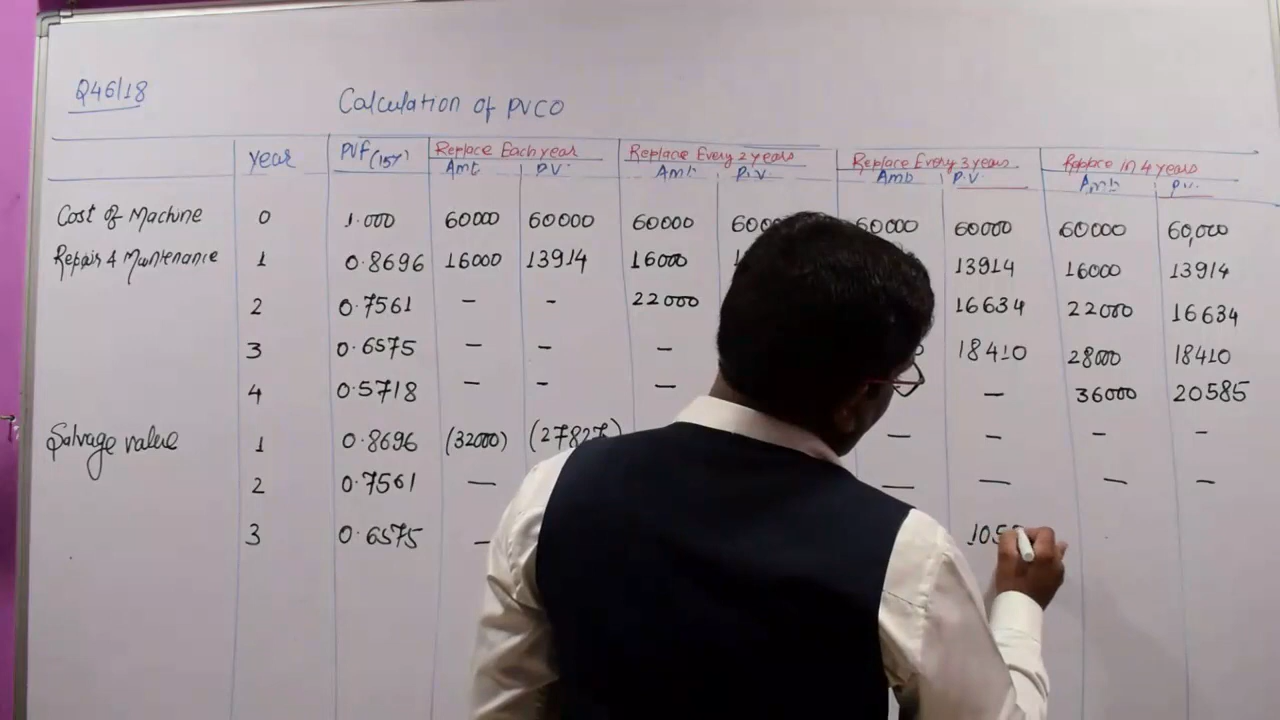 Q46/18
Calculation of PVCO
year PVF(15%) Replace Each year Replace Every 2 years Replace Every 3 years Replace in 4 years
Amt P.V. Amt P.V. Amt P.V. Amt P.V.
Cost of Machine 0 1.000 60000 60000 60000 60000 60000 60000 60,000
Repair & Maintenance 1 0.8696 16000 13914 16000 13914 16000 13914
2 0.7561 - - 22000 16634 22000 16634
3 0.6575 - - - 18410 28000 18410
4 0.5718 - - - - 36000 20585
Salvage value 1 0.8696 (32000) (27827) - - - -
2 0.7561 - - - - -
3 0.6575 - 105